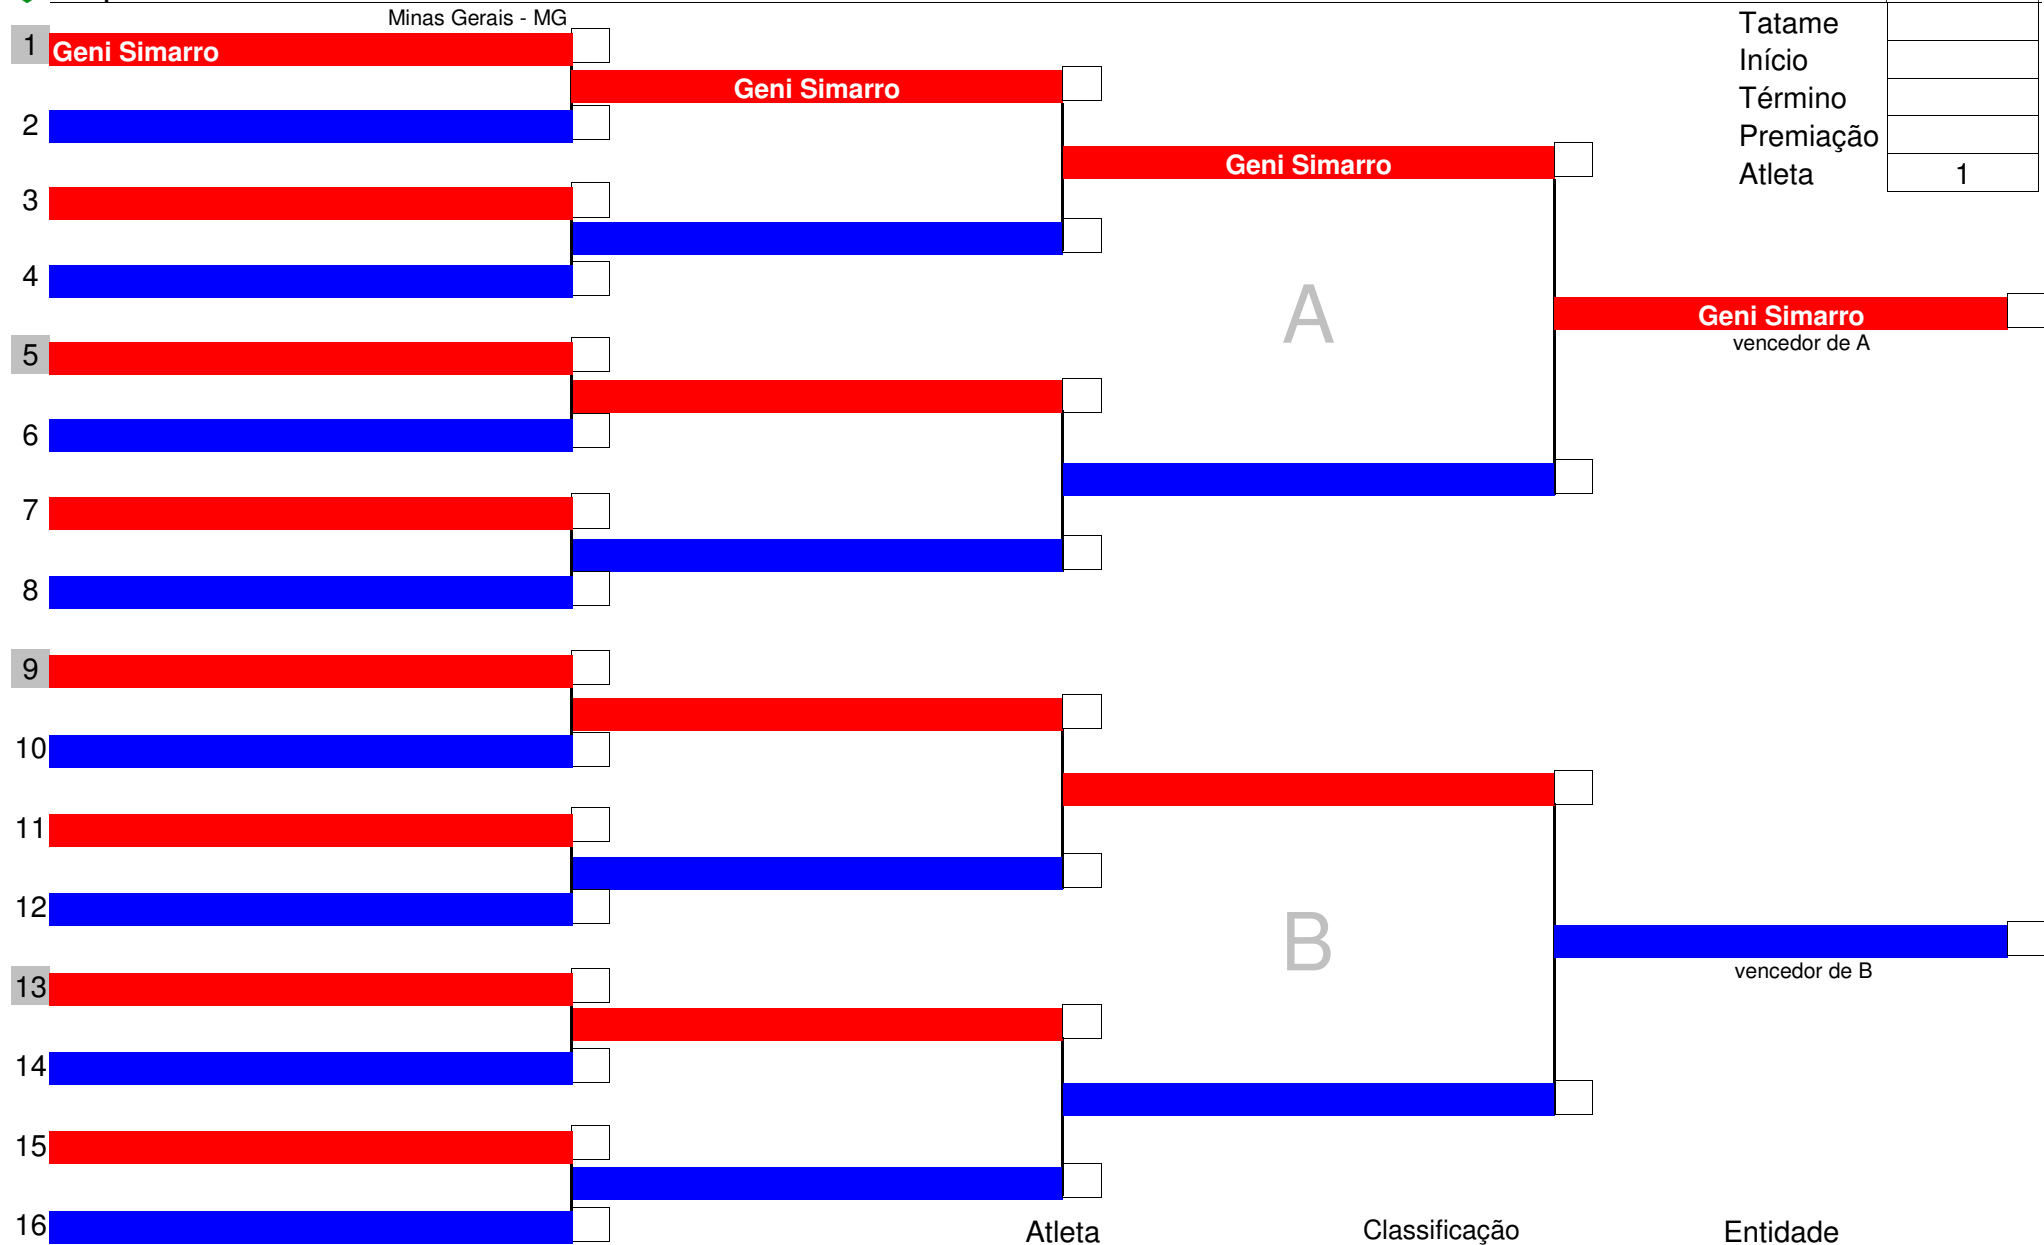 Minas Gerais - MG
Tatame
1 Geni Simarro
Início
Geni Simarro
Término
2
Premiação
Geni Simarro
Atleta 1
3
4
A
Geni Simarro
vencedor de A
5
6
7
8
9
10
11
12
B
vencedor de B
13
14
15
16
Atleta Classificação Entidade